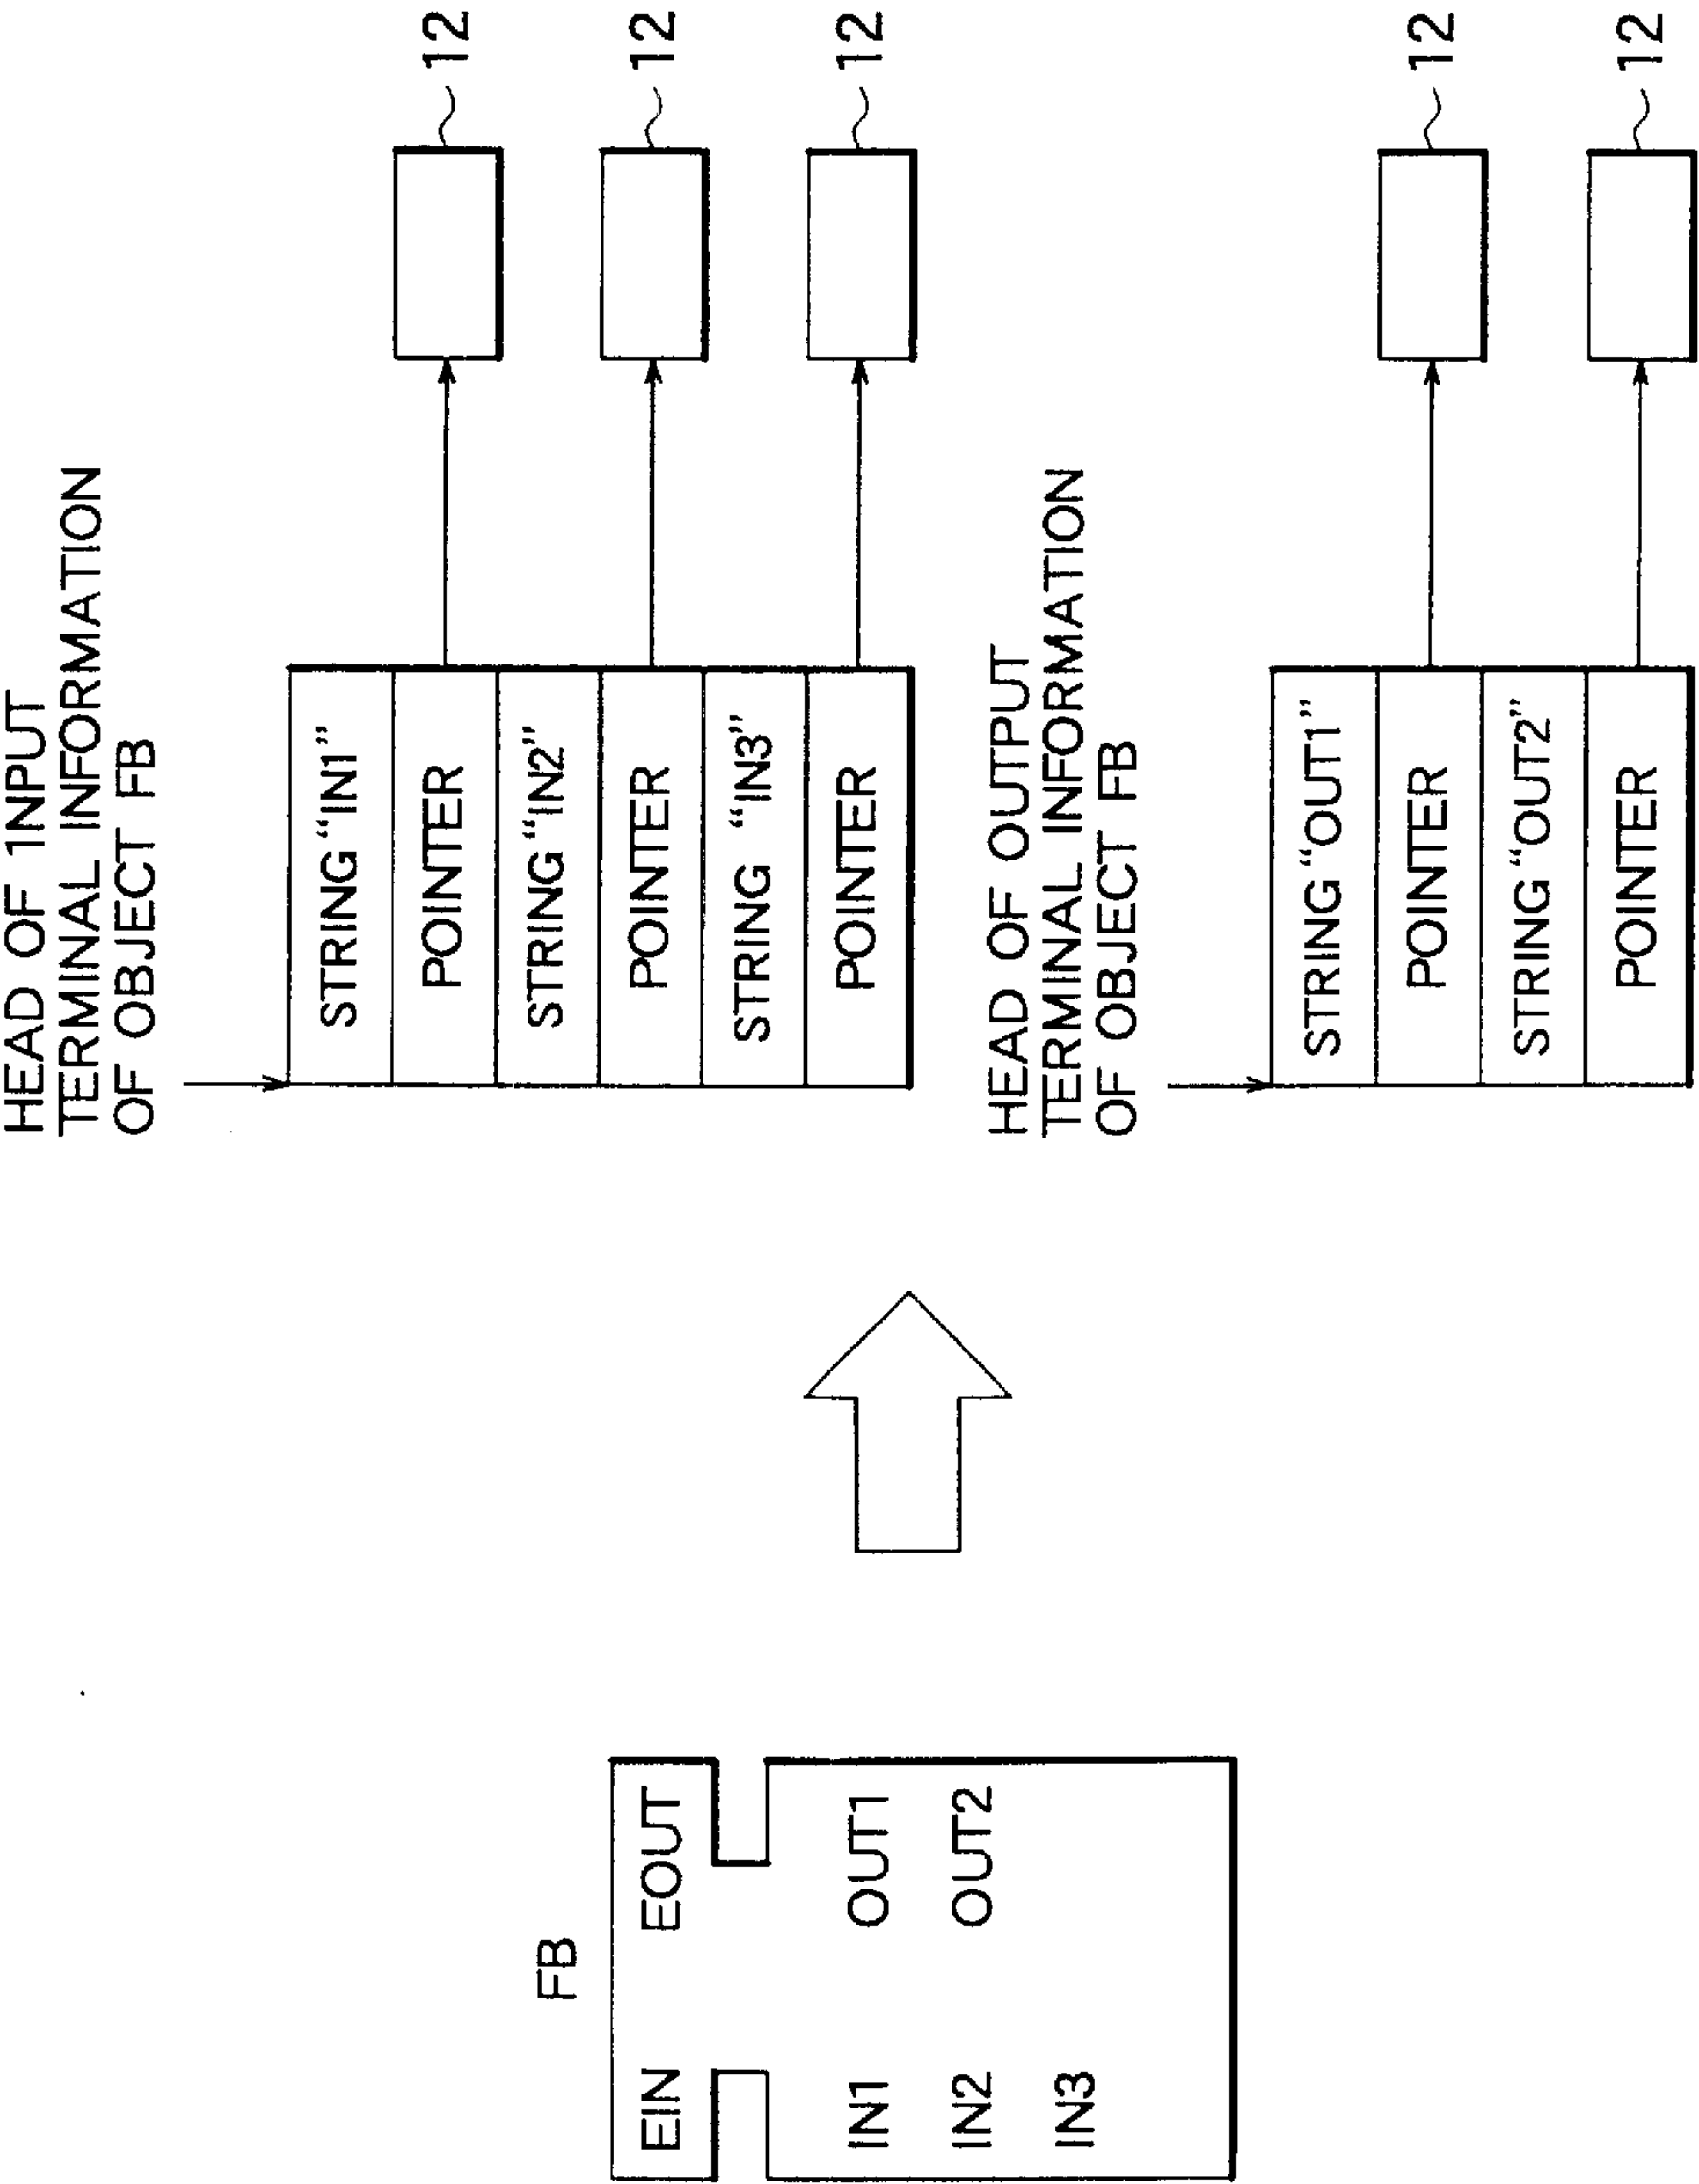 FB
EIN EOUT
IN1 OUT1
IN2 OUT2
IN3
HEAD OF INPUT
TERMINAL INFORMATION
OF OBJECT FB
STRING "IN1"
POINTER
12
STRING "IN2"
POINTER
12
STRING "IN3"
POINTER
12
HEAD OF OUTPUT
TERMINAL INFORMATION
OF OBJECT FB
STRING "OUT1"
POINTER
12
STRING "OUT2"
POINTER
12